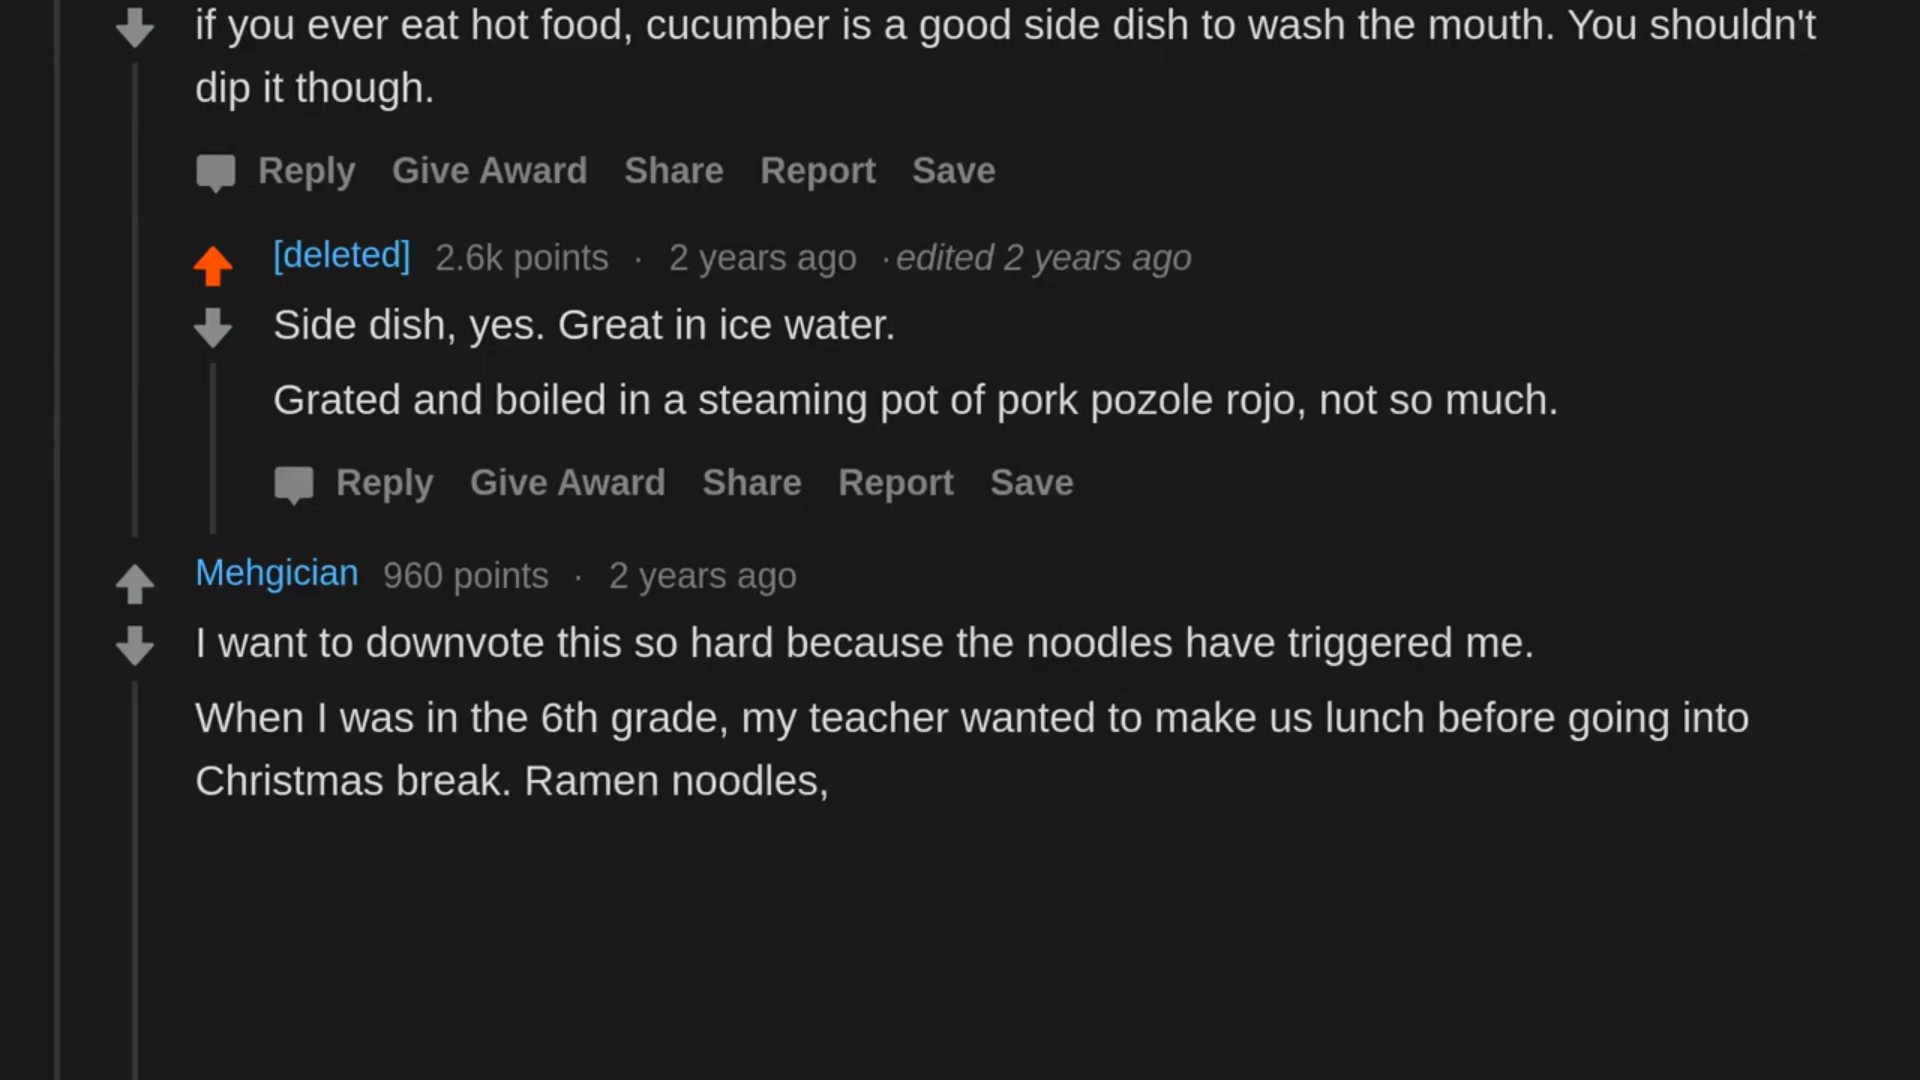 if you ever eat hot food, cucumber is a good side dish to wash the mouth. You shouldn't
dip it though.
Reply Give Award Share Report Save
[deleted] 2.6k points · 2 years ago · edited 2 years ago
Side dish, yes. Great in ice water.
Grated and boiled in a steaming pot of pork pozole rojo, not so much.
Reply Give Award Share Report Save
Mehgician 960 points · 2 years ago
I want to downvote this so hard because the noodles have triggered me.
When I was in the 6th grade, my teacher wanted to make us lunch before going into
Christmas break. Ramen noodles,